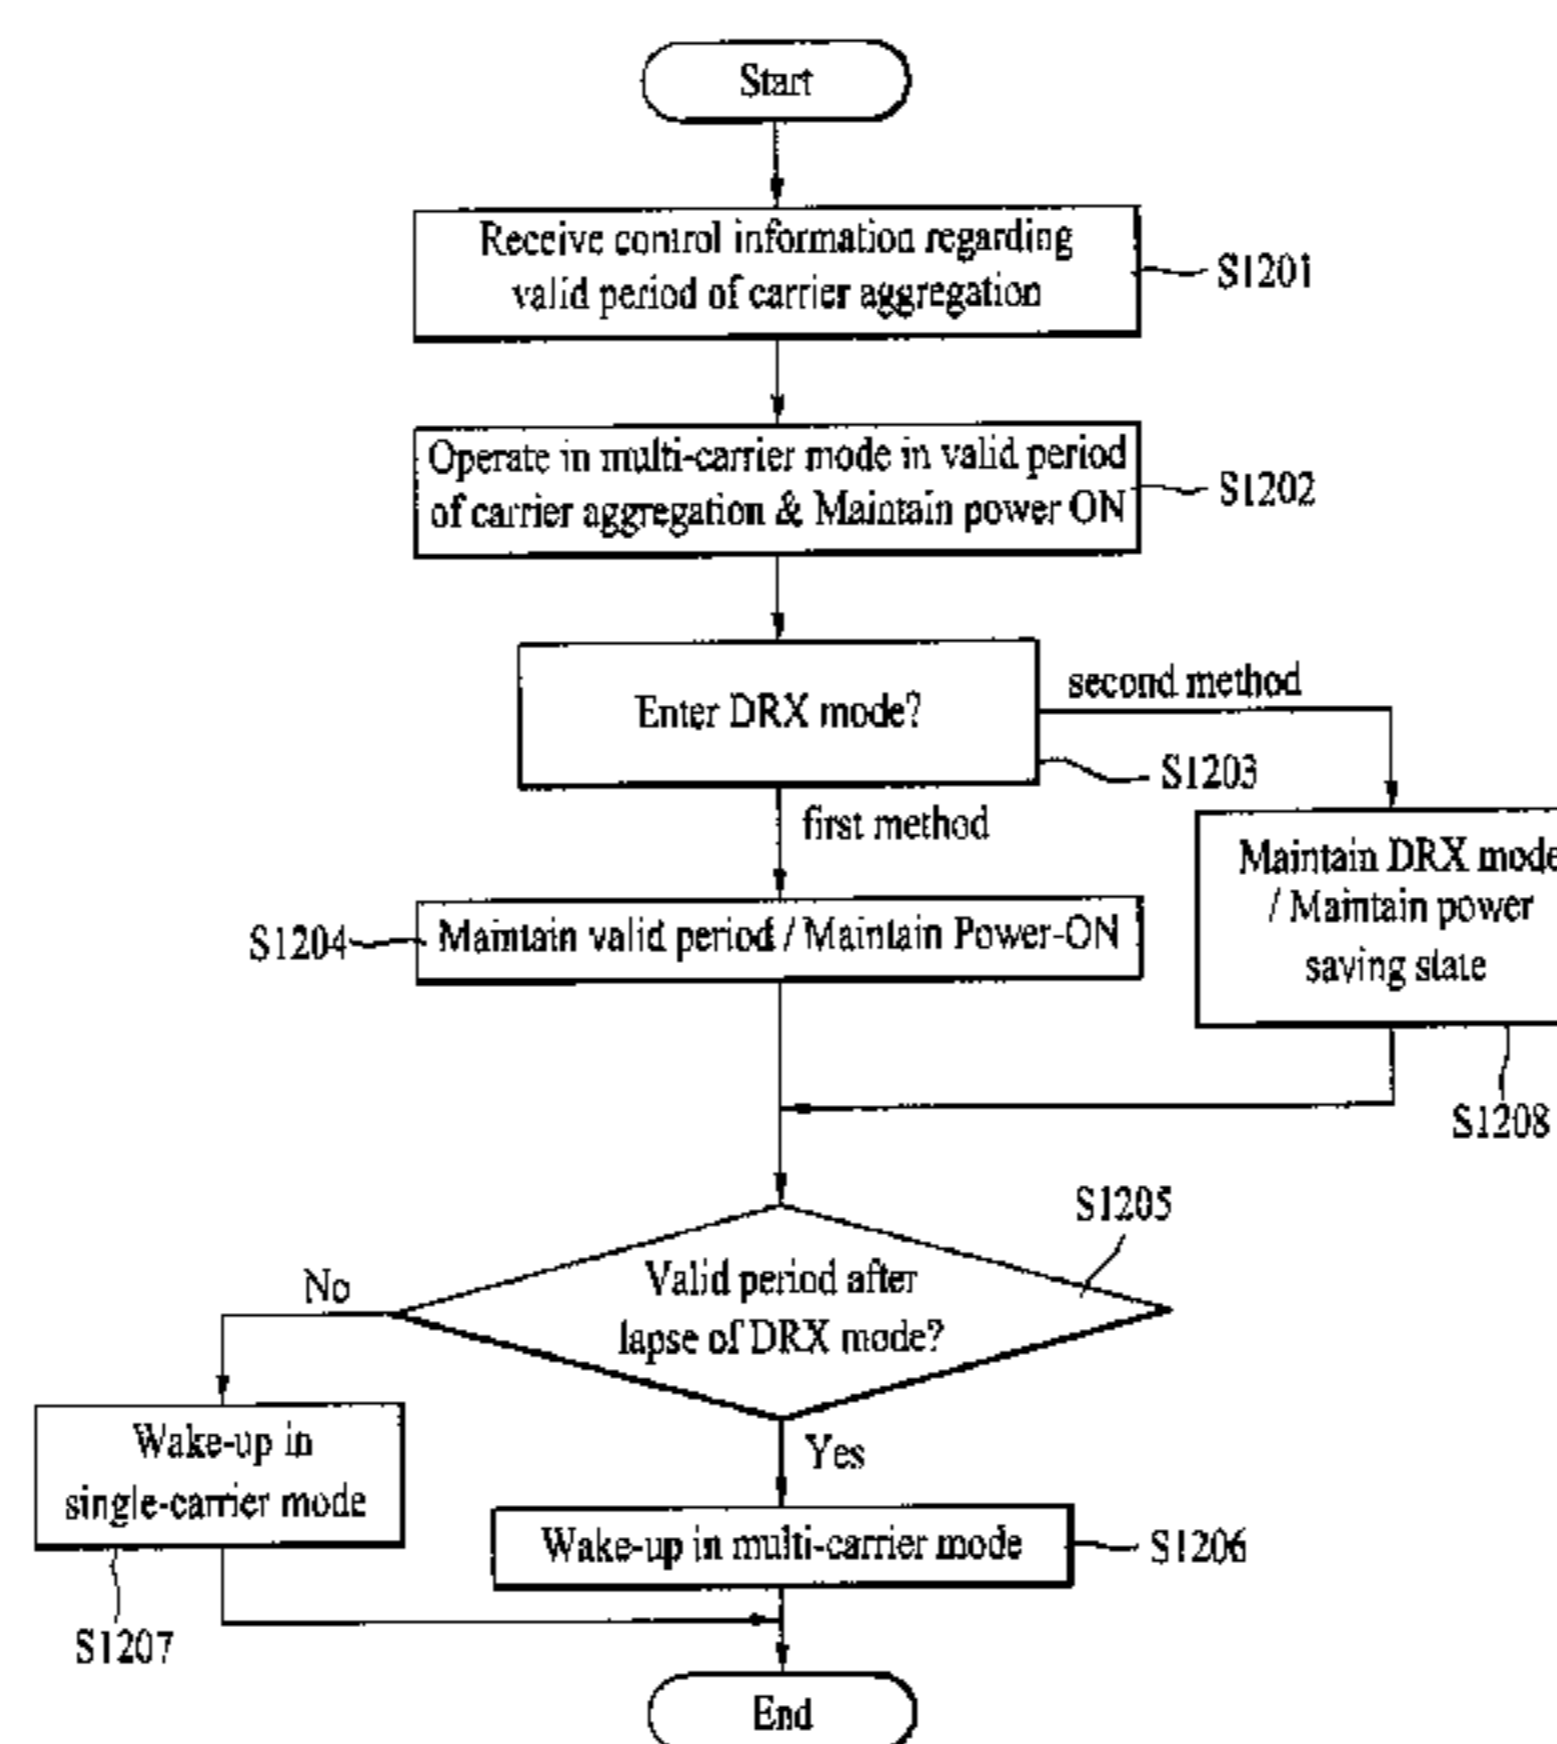 Start
Receive control information regarding
valid period of carrier aggregation
S1201
Operate in multi-carrier mode in valid period
of carrier aggregation & Maintain power ON
S1202
Enter DRX mode?
second method
S1203
first method
Maintain DRX mode
/ Maintain power
saving state
S1204
Maintain valid period / Maintain Power-ON
S1208
S1205
Valid period after
lapse of DRX mode?
No
Yes
Wake-up in
single-carrier mode
Wake-up in multi-carrier mode
S1206
S1207
End